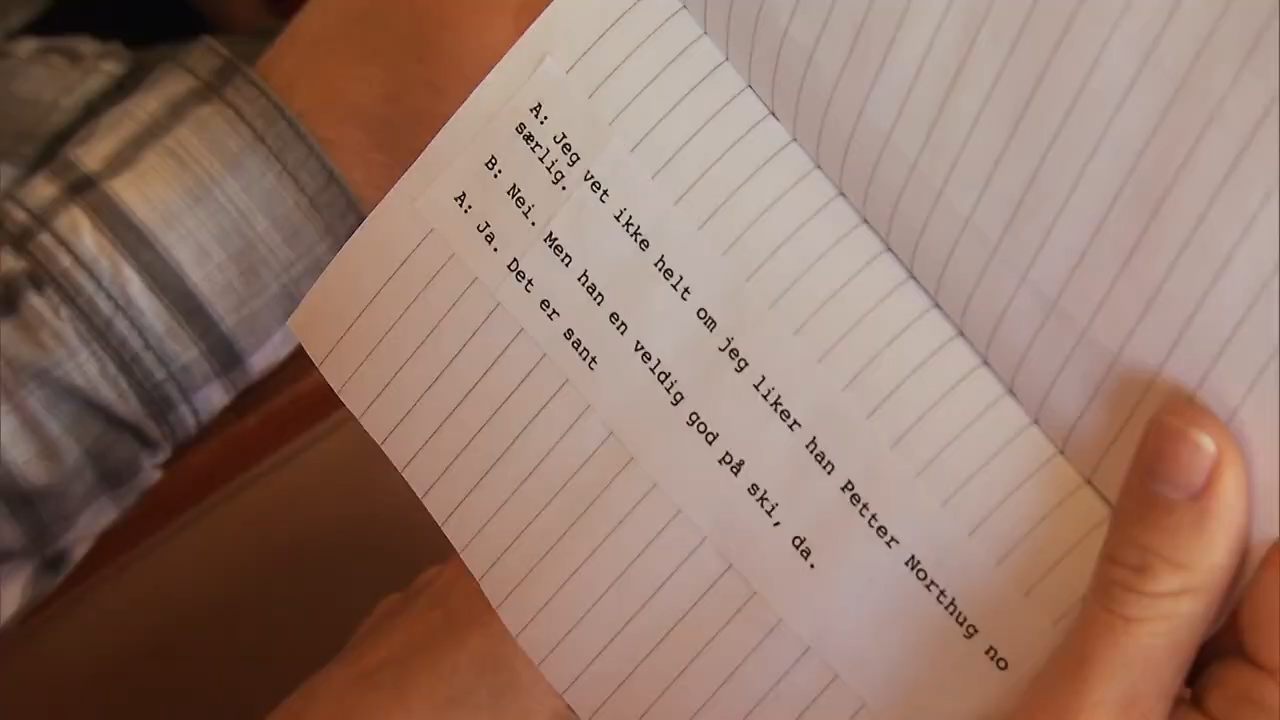 A: Jeg vet ikke helt om jeg liker han Petter Northug no
særlig.
B: Nei. Men han en veldig god på ski, da.
A: Ja. Det er sant